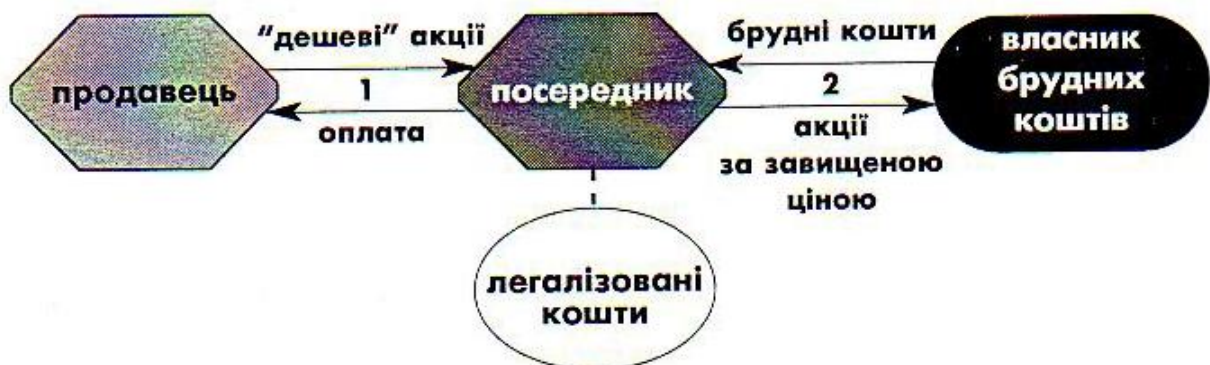 продавець
"дешеві" акції
1
оплата
посередник
брудні кошти
2
акції
за завищеною
ціною
власник
брудних
коштів
легалізовані
кошти